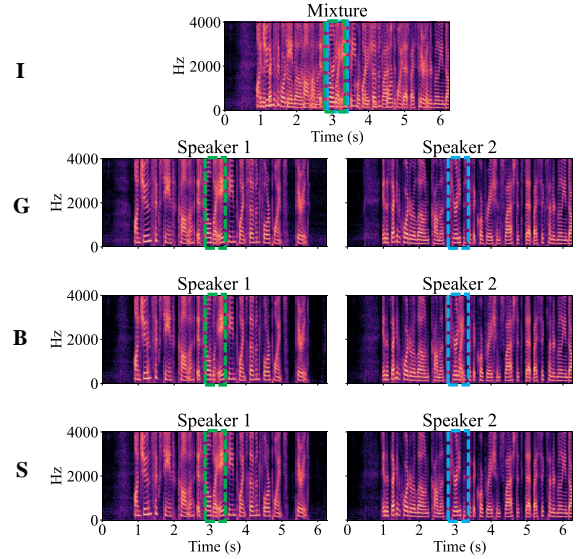 Mixture
4000
I Hz 2000
0
0 1 2 3 4 5 6
Time (s)
Speaker 1 Speaker 2
4000
G Hz 2000
0
Speaker 1 Speaker 2
4000
B Hz 2000
0
Speaker 1 Speaker 2
4000
S Hz 2000
0
0 1 2 3 4 5 6 0 1 2 3 4 5 6
Time (s) Time (s)